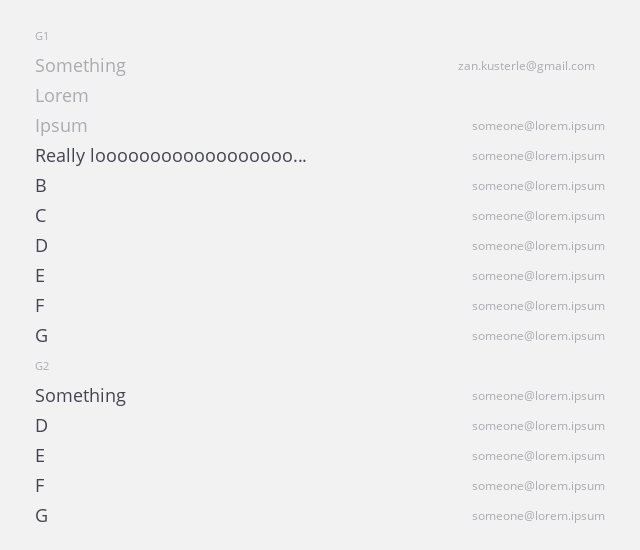 G1
Something zan.kusterle@gmail.com
Lorem
Ipsum someone@lorem.ipsum
Really loooooooooooooooooo... someone@lorem.ipsum
B someone@lorem.ipsum
C someone@lorem.ipsum
D someone@lorem.ipsum
E someone@lorem.ipsum
F someone@lorem.ipsum
G someone@lorem.ipsum
G2
Something someone@lorem.ipsum
D someone@lorem.ipsum
E someone@lorem.ipsum
F someone@lorem.ipsum
G someone@lorem.ipsum